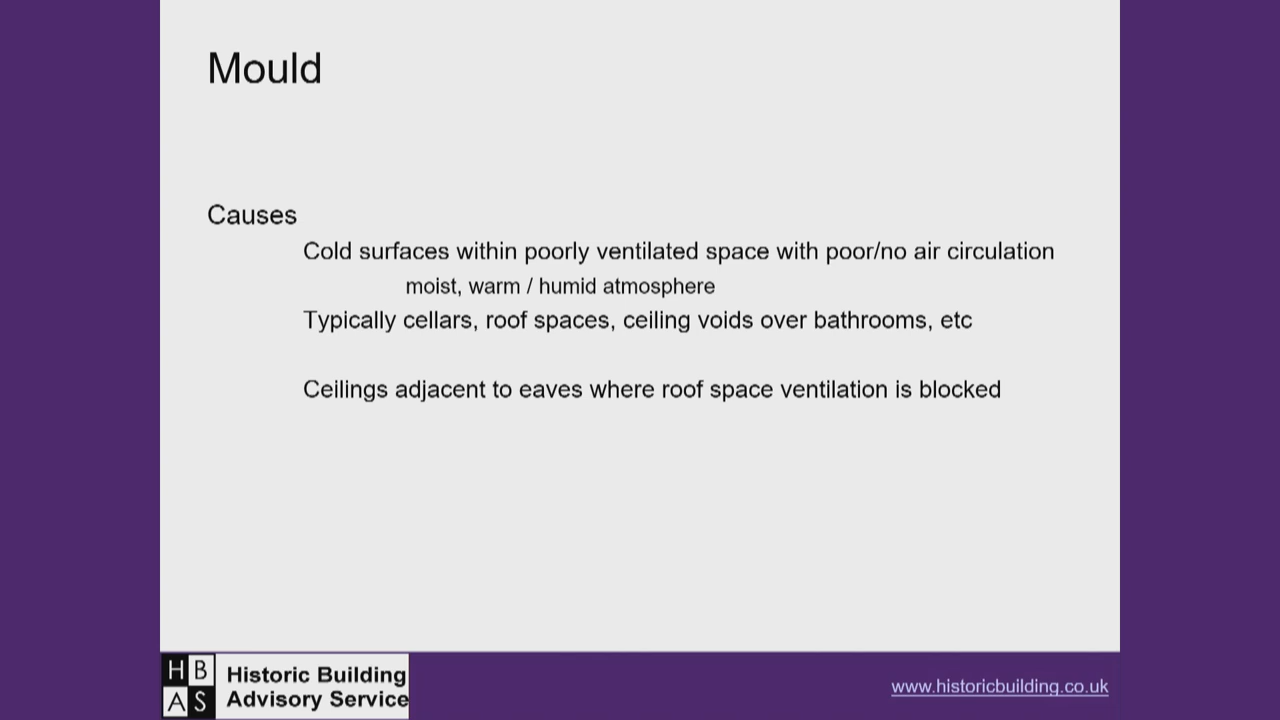 Mould
Causes
Cold surfaces within poorly ventilated space with poor/no air circulation
moist, warm / humid atmosphere
Typically cellars, roof spaces, ceiling voids over bathrooms, etc
Ceilings adjacent to eaves where roof space ventilation is blocked
HB
AS
Historic Building
Advisory Service
www.historicbuilding.co.uk